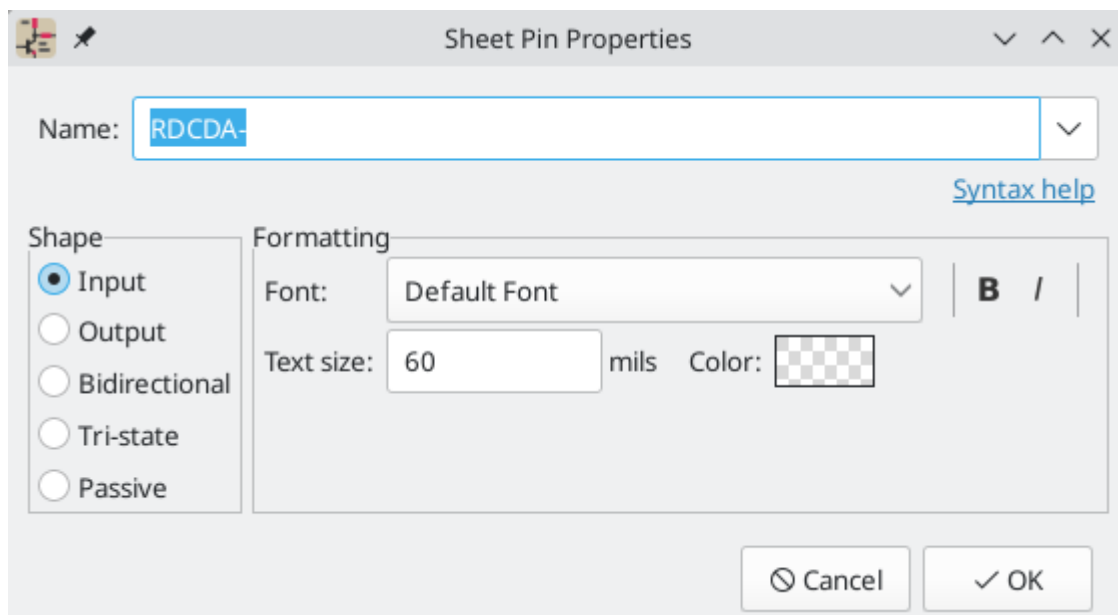 Sheet Pin Properties
Name: RDCDA-
Syntax help
Shape
Input
Output
Bidirectional
Tri-state
Passive
Formatting
Font: Default Font B I
Text size: 60 mils Color:
Cancel OK